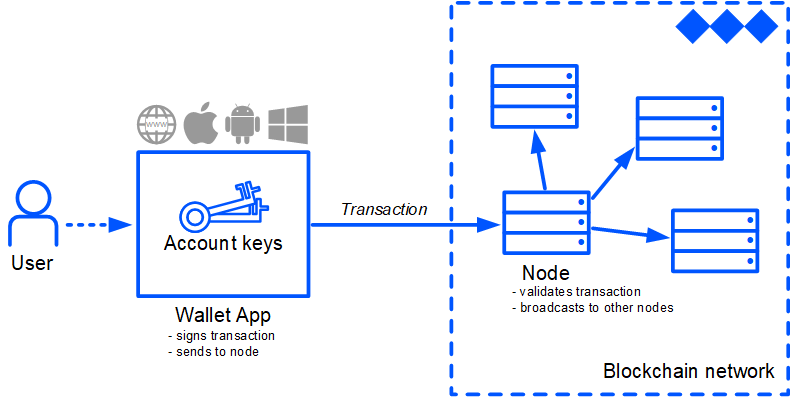 WWW
User
Account keys
Wallet App
- signs transaction
- sends to node
Transaction
Node
- validates transaction
- broadcasts to other nodes
Blockchain network